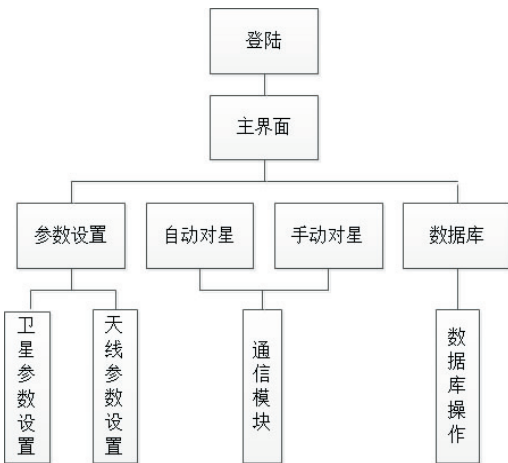 登陆
主界面
参数设置
自动对星
手动对星
数据库
卫星参数设置
天线参数设置
通信模块
数据库操作